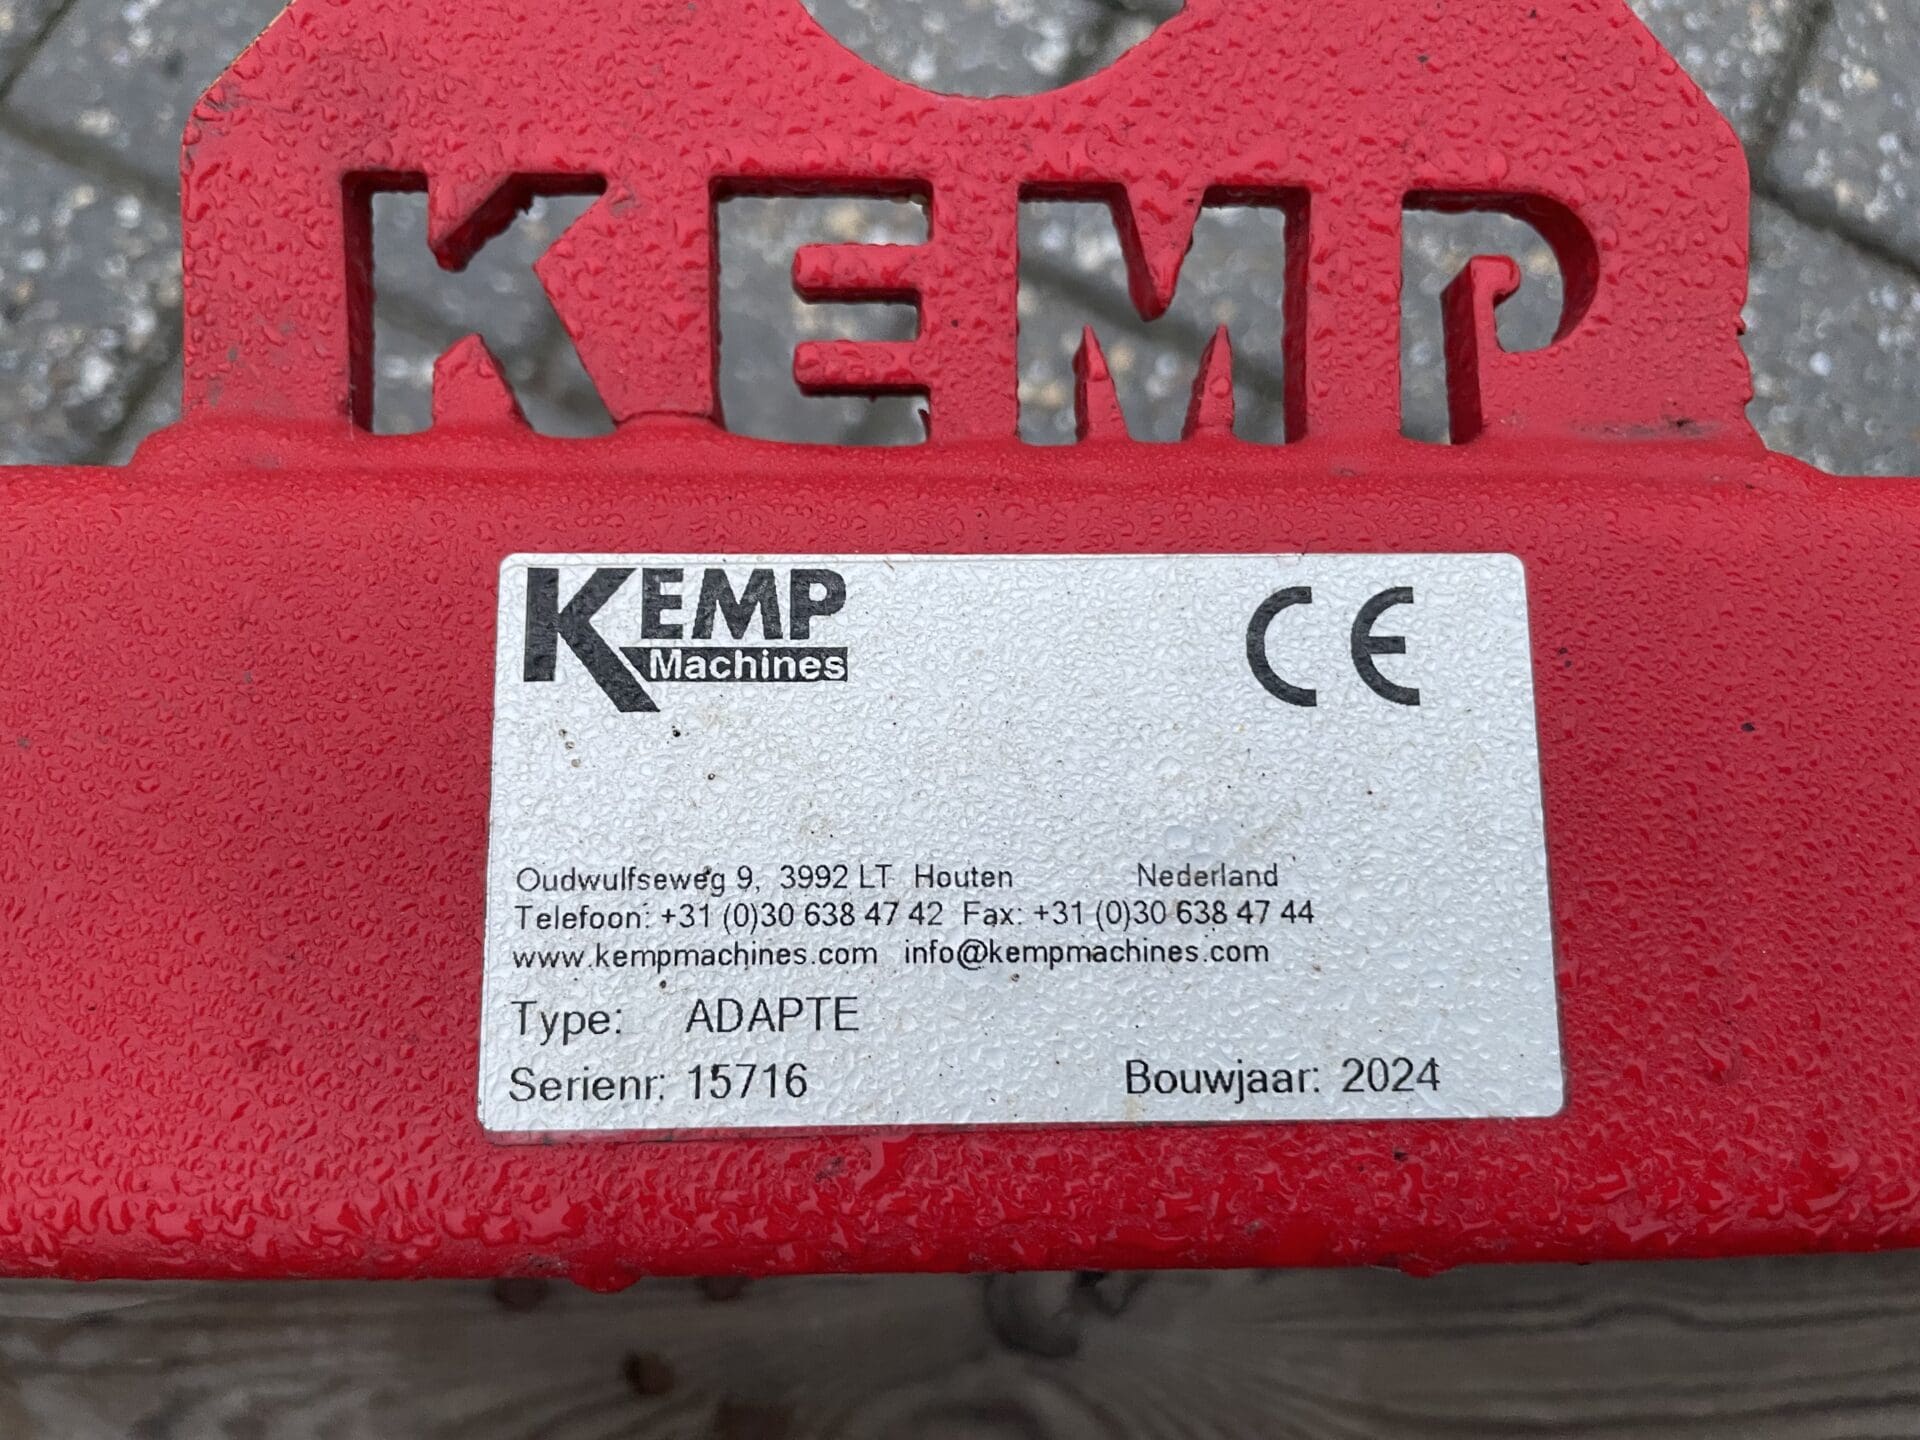 KEMP
KEMP
Machines
CE
Oudwulfseweg 9, 3992 LT Houten Nederland
Telefoon: +31 (0)30 638 47 42 Fax: +31 (0)30 638 47 44
www.kempmachines.com info@kempmachines.com
Type: ADAPTE
Serienr: 15716 Bouwjaar: 2024